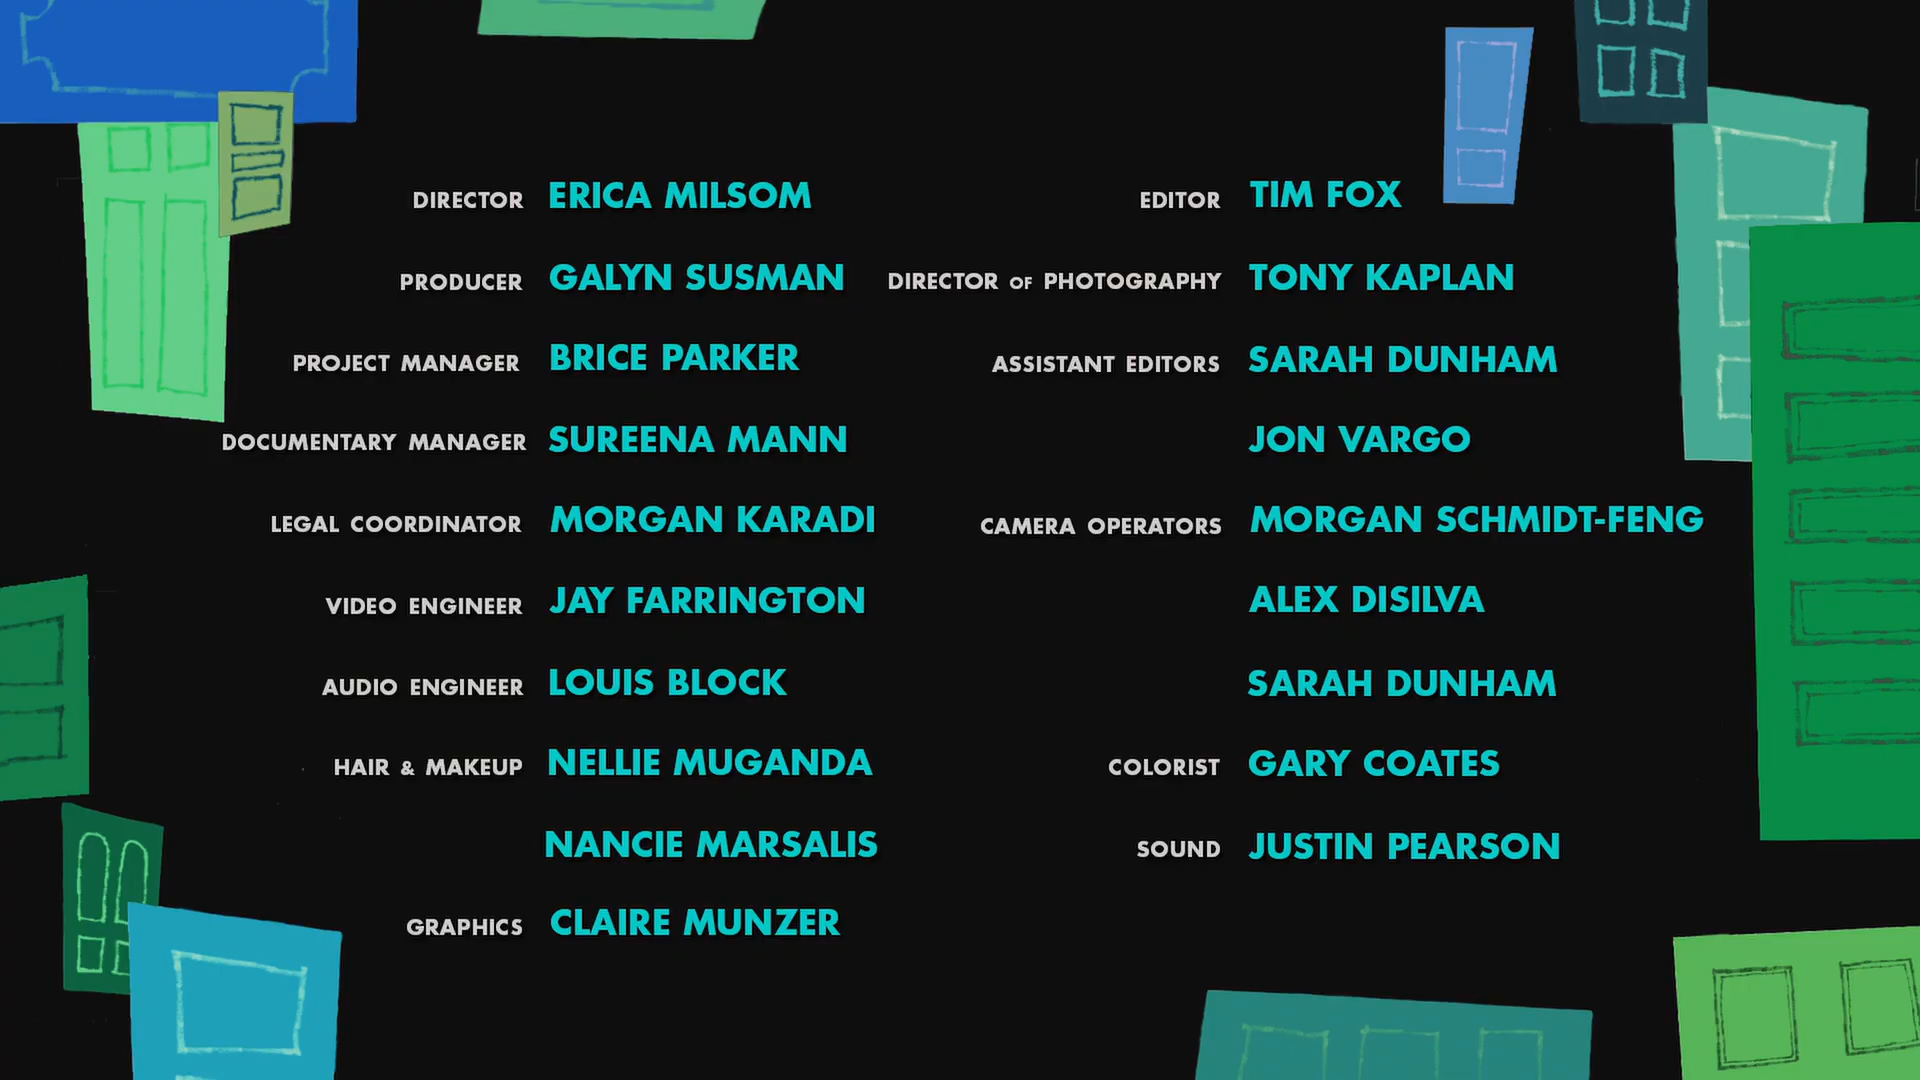 DIRECTOR ERICA MILSOM
PRODUCER GALYN SUSMAN
PROJECT MANAGER BRICE PARKER
DOCUMENTARY MANAGER SUREENA MANN
LEGAL COORDINATOR MORGAN KARADI
VIDEO ENGINEER JAY FARRINGTON
AUDIO ENGINEER LOUIS BLOCK
HAIR & MAKEUP NELLIE MUGANDA
NANCIE MARSALIS
GRAPHICS CLAIRE MUNZER
EDITOR TIM FOX
DIRECTOR OF PHOTOGRAPHY TONY KAPLAN
ASSISTANT EDITORS SARAH DUNHAM
JON VARGO
CAMERA OPERATORS MORGAN SCHMIDT-FENG
ALEX DISILVA
SARAH DUNHAM
COLORIST GARY COATES
SOUND JUSTIN PEARSON